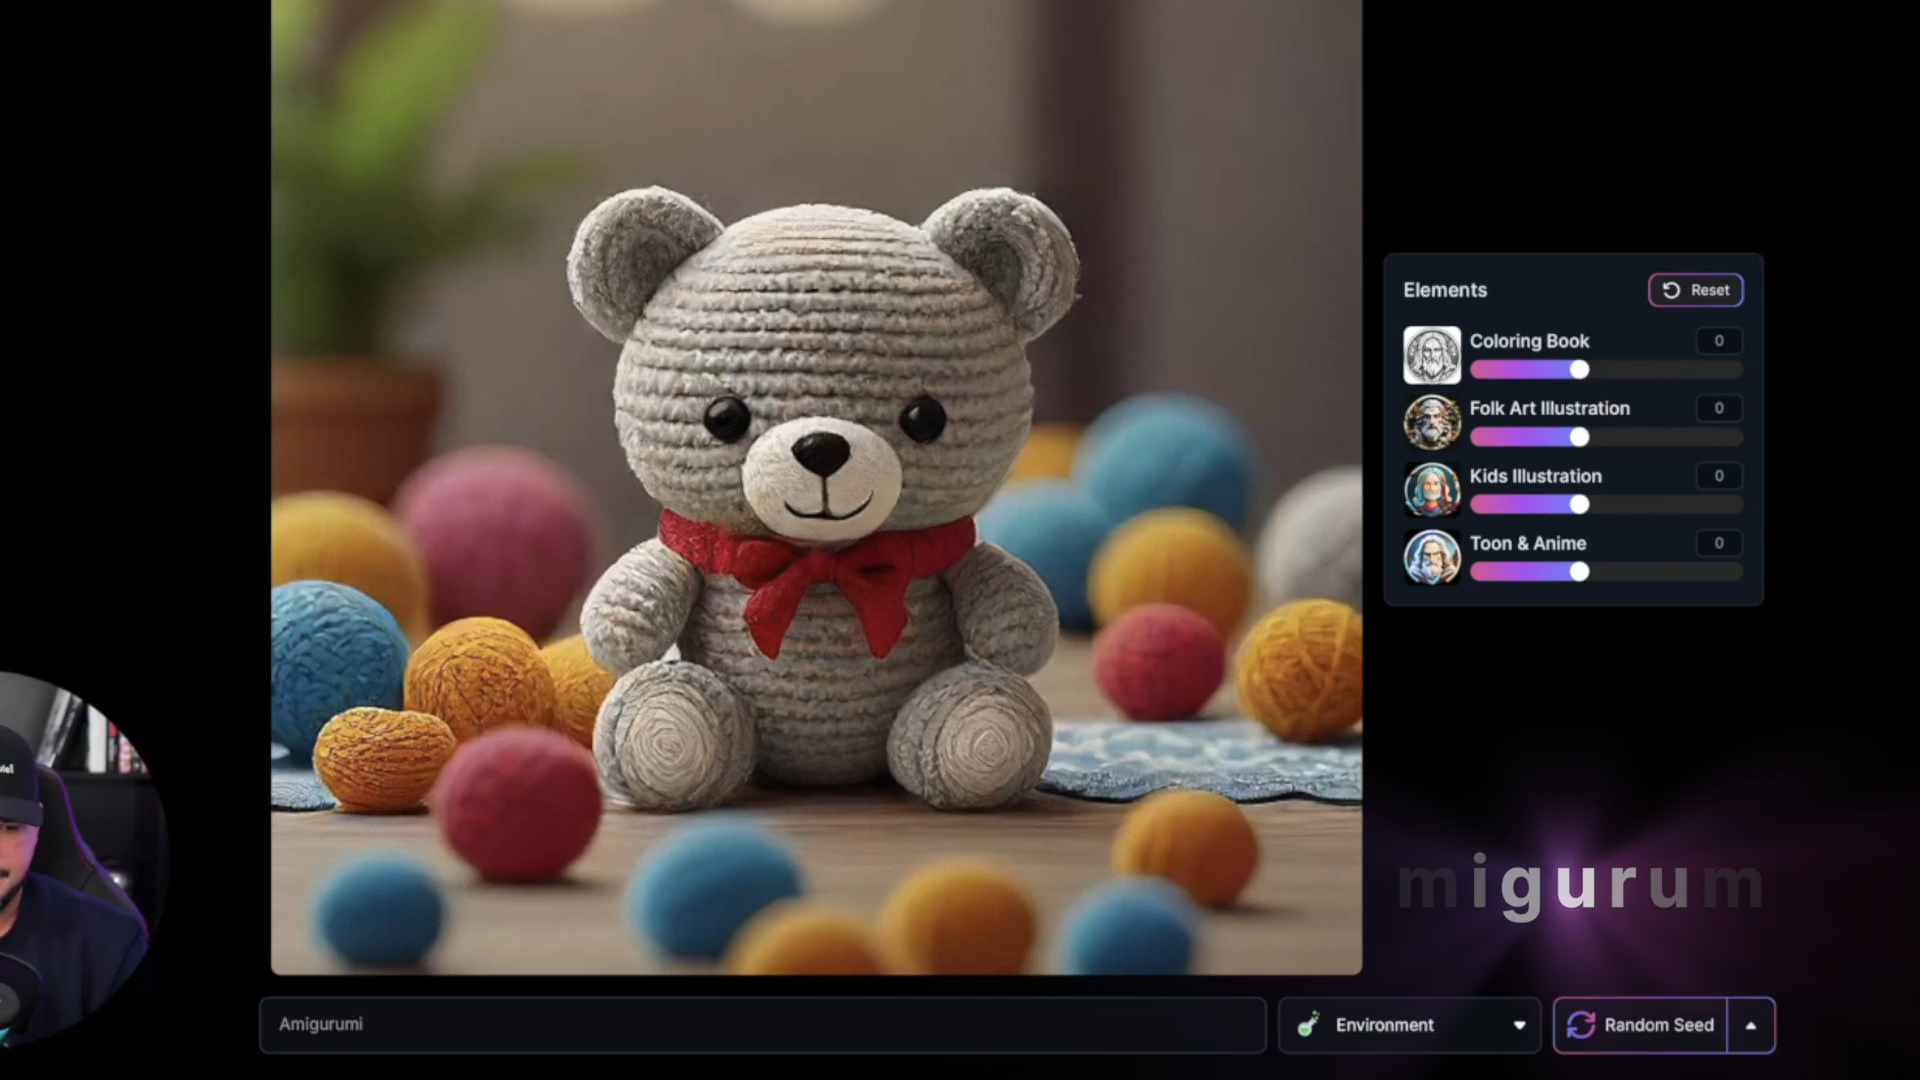 Elements
Reset
Coloring Book
0
Folk Art Illustration
0
Kids Illustration
0
Toon & Anime
0
migurum
Amigurumi
Environment
Random Seed